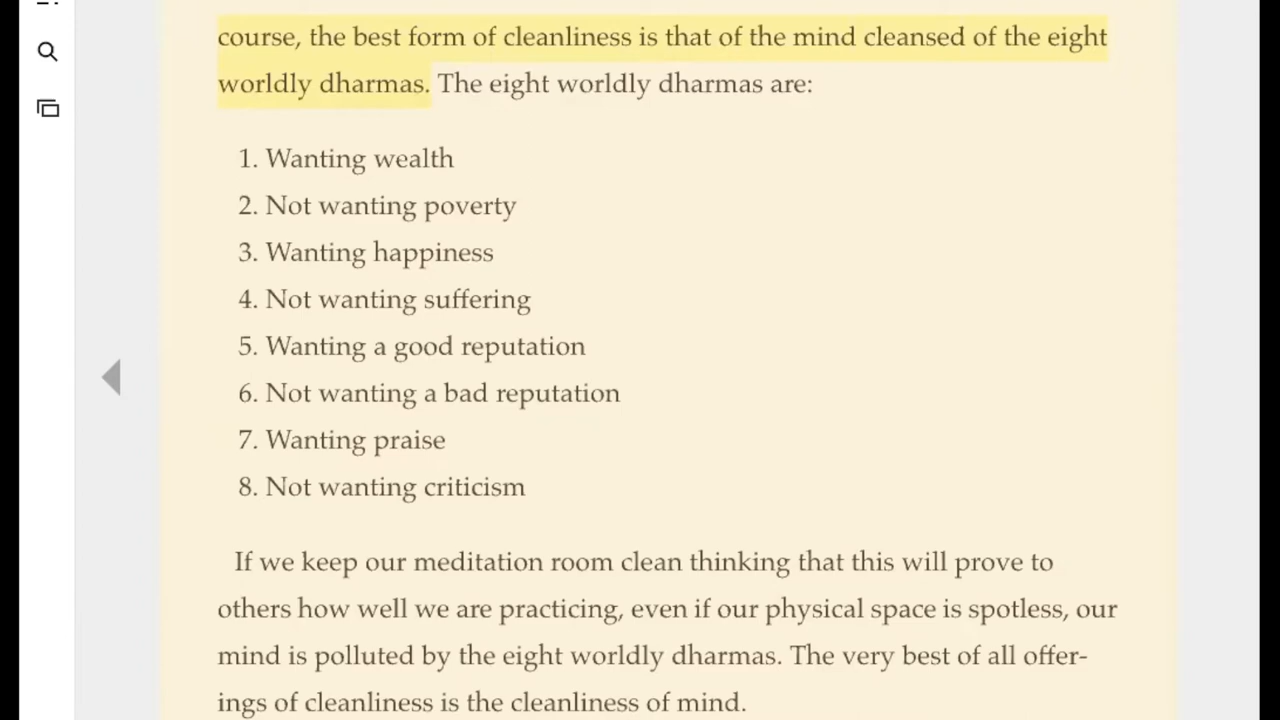 course, the best form of cleanliness is that of the mind cleansed of the eight
worldly dharmas. The eight worldly dharmas are:
1. Wanting wealth
2. Not wanting poverty
3. Wanting happiness
4. Not wanting suffering
5. Wanting a good reputation
6. Not wanting a bad reputation
7. Wanting praise
8. Not wanting criticism
If we keep our meditation room clean thinking that this will prove to
others how well we are practicing, even if our physical space is spotless, our
mind is polluted by the eight worldly dharmas. The very best of all offer-
ings of cleanliness is the cleanliness of mind.